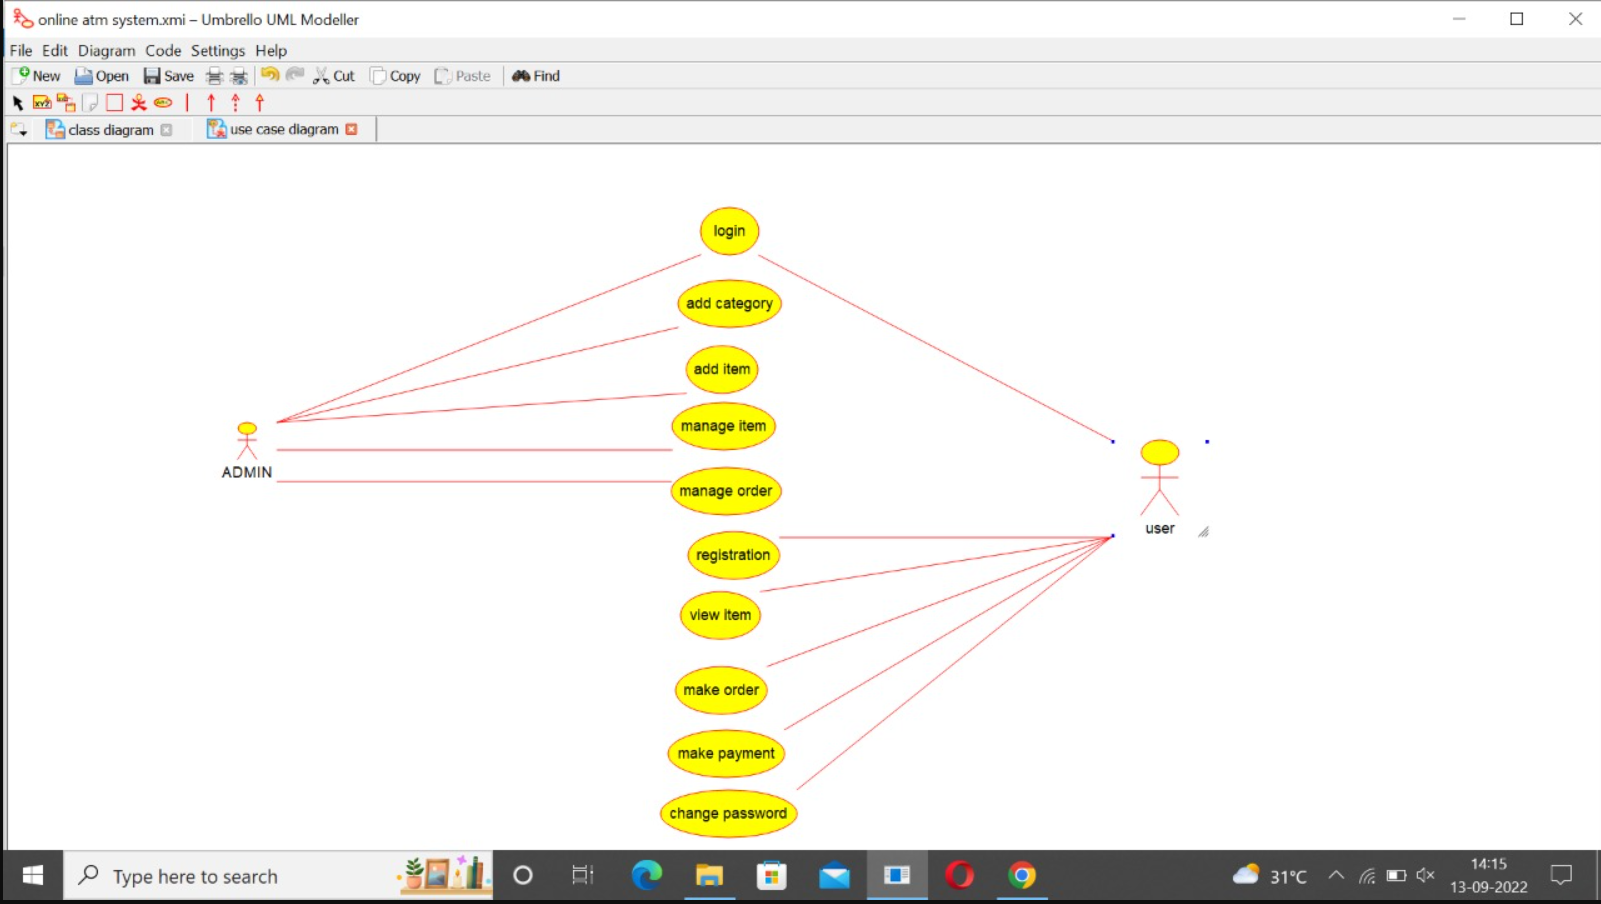 online atm system.xmi – Umbrello UML Modeller
File Edit Diagram Code Settings Help
New Open Save Cut Copy Paste Find
class diagram use case diagram
login
add category
add item
manage item
ADMIN
manage order
user
registration
view item
make order
make payment
change password
Type here to search
31°C
14:15
13-09-2022